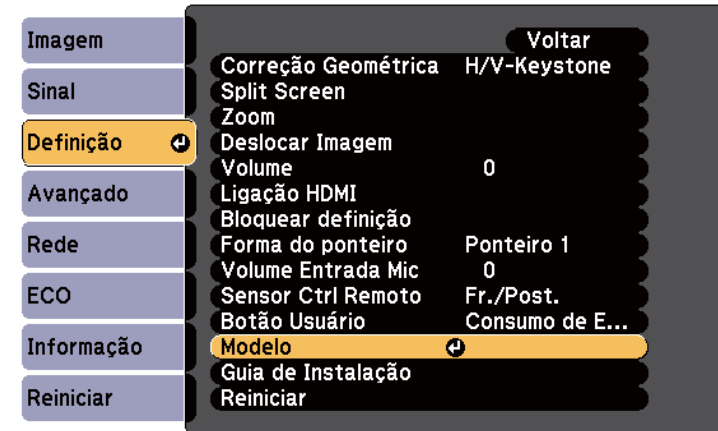 Imagem
Sinal
Definição
Avançado
Rede
ECO
Informação
Reiniciar
Voltar
Correção Geométrica H/V-Keystone
Split Screen
Zoom
Deslocar Imagem
Volume 0
Ligação HDMI
Bloquear definição
Forma do ponteiro Ponteiro 1
Volume Entrada Mic 0
Sensor Ctrl Remoto Fr./Post.
Botão Usuário Consumo de E...
Modelo
Guia de Instalação
Reiniciar